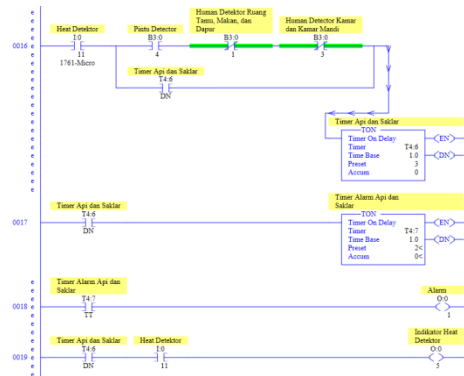 e
e
e
e
0016 e
e
e
e
e
e
e
e
e
e
e
e
e
Heat Detektor
I:0
11
1761-Micro
Pintu Detector
B3:0
4
Human Detektor Ruang
Tamu, Makan, dan
Dapur
B3:0
1
Human Detector Kamar
dan Kamar Mandi
B3:0
3
Timer Api dan Saklar
T4:6
DN
Timer Api dan Saklar
TON
Timer On Delay
Timer T4:6
Time Base 1.0
Preset 3
Accum 0
EN
DN
0017
Timer Api dan Saklar
T4:6
DN
Timer Alarm Api dan
Saklar
TON
Timer On Delay
Timer T4:7
Time Base 1.0
Preset 2<
Accum 0<
EN
DN
0018
Timer Alarm Api dan
Saklar
T4:7
TT
Alarm
O:0
1
0019
Timer Api dan Saklar
T4:6
DN
Heat Detektor
I:0
11
Indikator Heat
Detektor
O:0
5